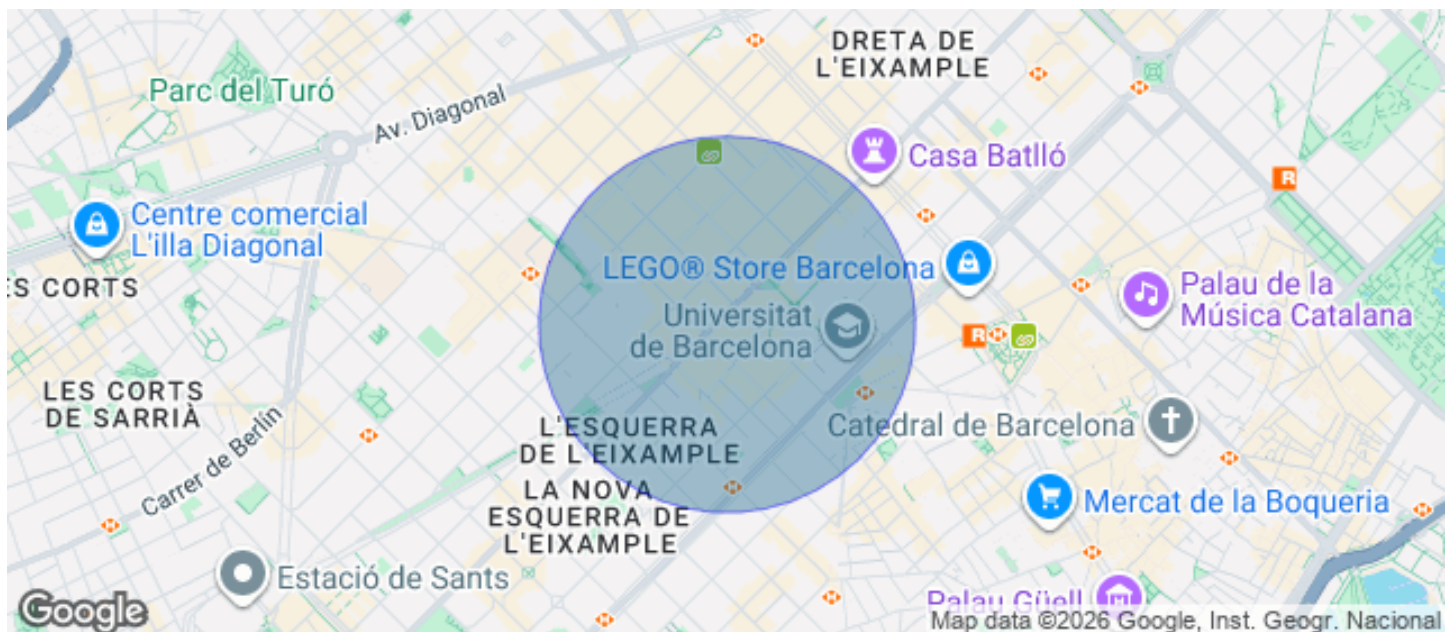 DRETA DE
L'EIXAMPLE
Parc del Turó
Av. Diagonal
Casa Batlló
R
Centre comercial
L'illa Diagonal
LEGO® Store Barcelona
ES CORTS
Palau de la
Música Catalana
Universitat
de Barcelona
R
LES CORTS
DE SARRIÀ
L'ESQUERRA
DE L'EIXAMPLE
Catedral de Barcelona
Carrer de Berlín
LA NOVA
ESQUERRA DE
L'EIXAMPLE
Mercat de la Boqueria
Estació de Sants
Palau Güell
Google
Map data ©2026 Google, Inst. Geogr. Nacional